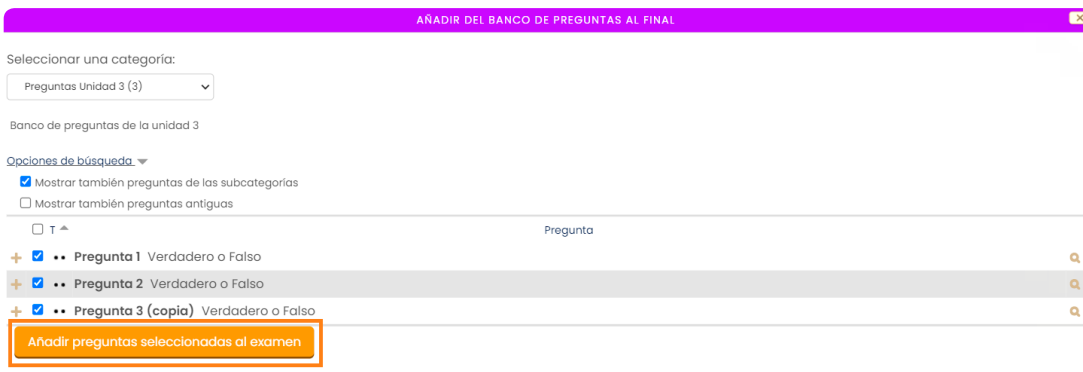 AÑADIR DEL BANCO DE PREGUNTAS AL FINAL
Seleccionar una categoría:
Preguntas Unidad 3 (3)
Banco de preguntas de la unidad 3
Opciones de búsqueda
Mostrar también preguntas de las subcategorías
Mostrar también preguntas antiguas
T Pregunta
Pregunta 1 Verdadero o Falso
Pregunta 2 Verdadero o Falso
Pregunta 3 (copia) Verdadero o Falso
Añadir preguntas seleccionadas al examen